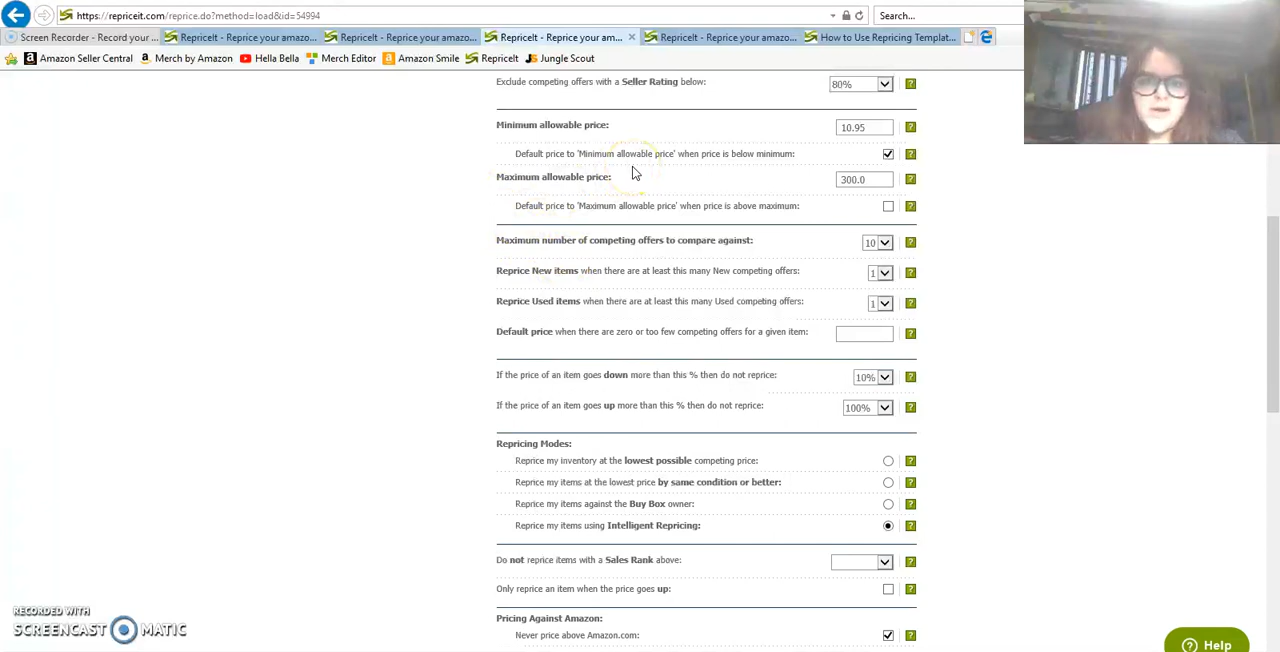 https://repriceit.com/reprice.do?method=load&id=54994
Search...
Screen Recorder - Record your ...
RepriceIt - Reprice your amazo...
RepriceIt - Reprice your amazo...
RepriceIt - Reprice your am...
RepriceIt - Reprice your amazo...
How to Use Repricing Templat...
Amazon Seller Central
Merch by Amazon
Hella Bella
Merch Editor
Amazon Smile
RepriceIt
Jungle Scout
Exclude competing offers with a Seller Rating below: 80% ?
Minimum allowable price: 10.95 ?
Default price to 'Minimum allowable price' when price is below minimum: ?
Maximum allowable price: 300.0 ?
Default price to 'Maximum allowable price' when price is above maximum: ?
Maximum number of competing offers to compare against: 10 ?
Reprice New items when there are at least this many New competing offers: 1 ?
Reprice Used items when there are at least this many Used competing offers: 1 ?
Default price when there are zero or too few competing offers for a given item: ?
If the price of an item goes down more than this % then do not reprice: 10% ?
If the price of an item goes up more than this % then do not reprice: 100% ?
Repricing Modes:
Reprice my inventory at the lowest possible competing price: ?
Reprice my items at the lowest price by same condition or better: ?
Reprice my items against the Buy Box owner: ?
Reprice my items using Intelligent Repricing: ?
Do not reprice items with a Sales Rank above: ?
Only reprice an item when the price goes up: ?
Pricing Against Amazon:
Never price above Amazon.com: ?
RECORDED WITH
SCREENCAST MATIC
? Help